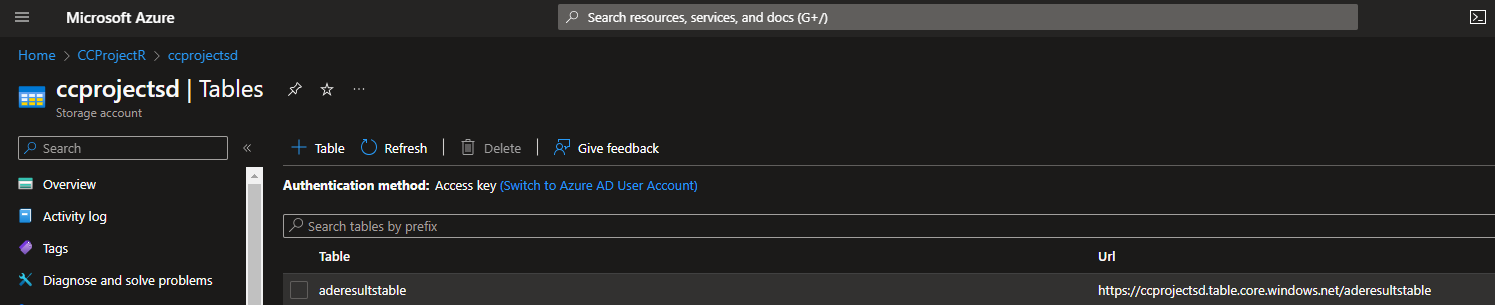 Microsoft Azure
Search resources, services, and docs (G+/)
Home > CCProjectR > ccprojectsd
ccprojectsd | Tables
Storage account
Search
+ Table Refresh Delete Give feedback
Authentication method: Access key (Switch to Azure AD User Account)
Search tables by prefix
Overview
Activity log
Tags
Diagnose and solve problems
Table Url
aderesultstable https://ccprojectsd.table.core.windows.net/aderesultstable